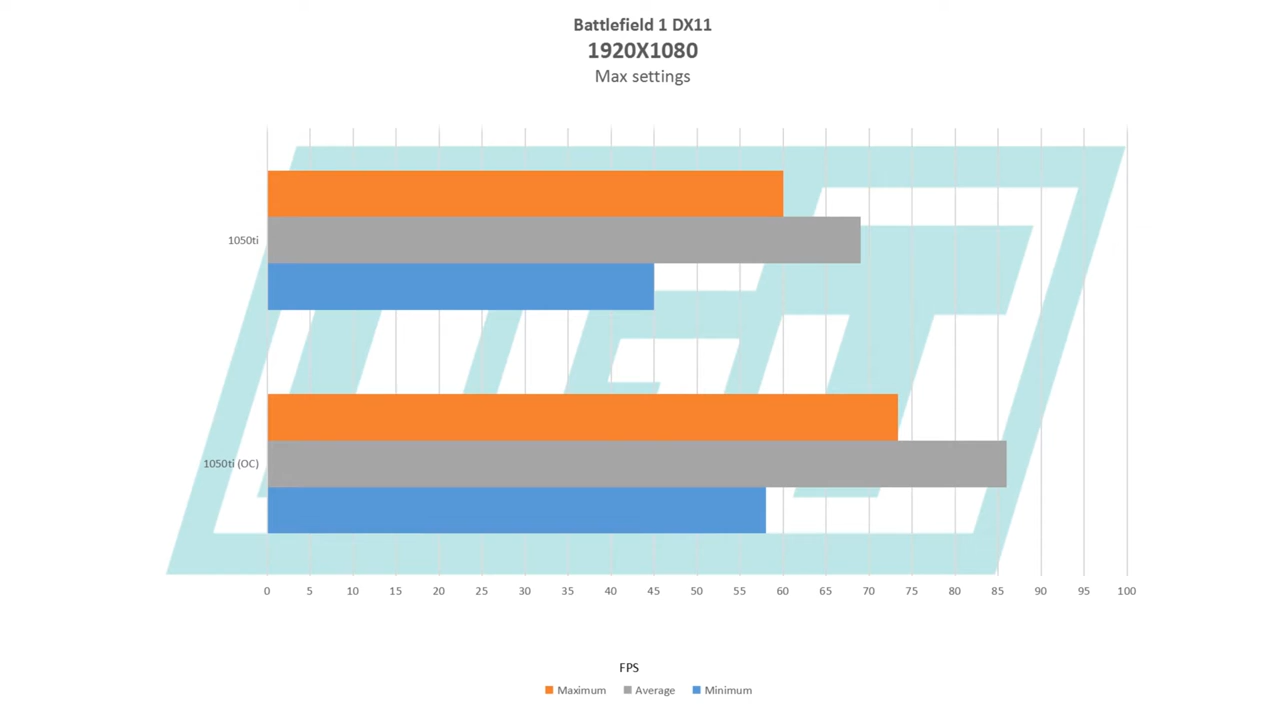 Battlefield 1 DX11
1920X1080
Max settings
1050ti
1050ti (OC)
0 5 10 15 20 25 30 35 40 45 50 55 60 65 70 75 80 85 90 95 100
FPS
Maximum Average Minimum